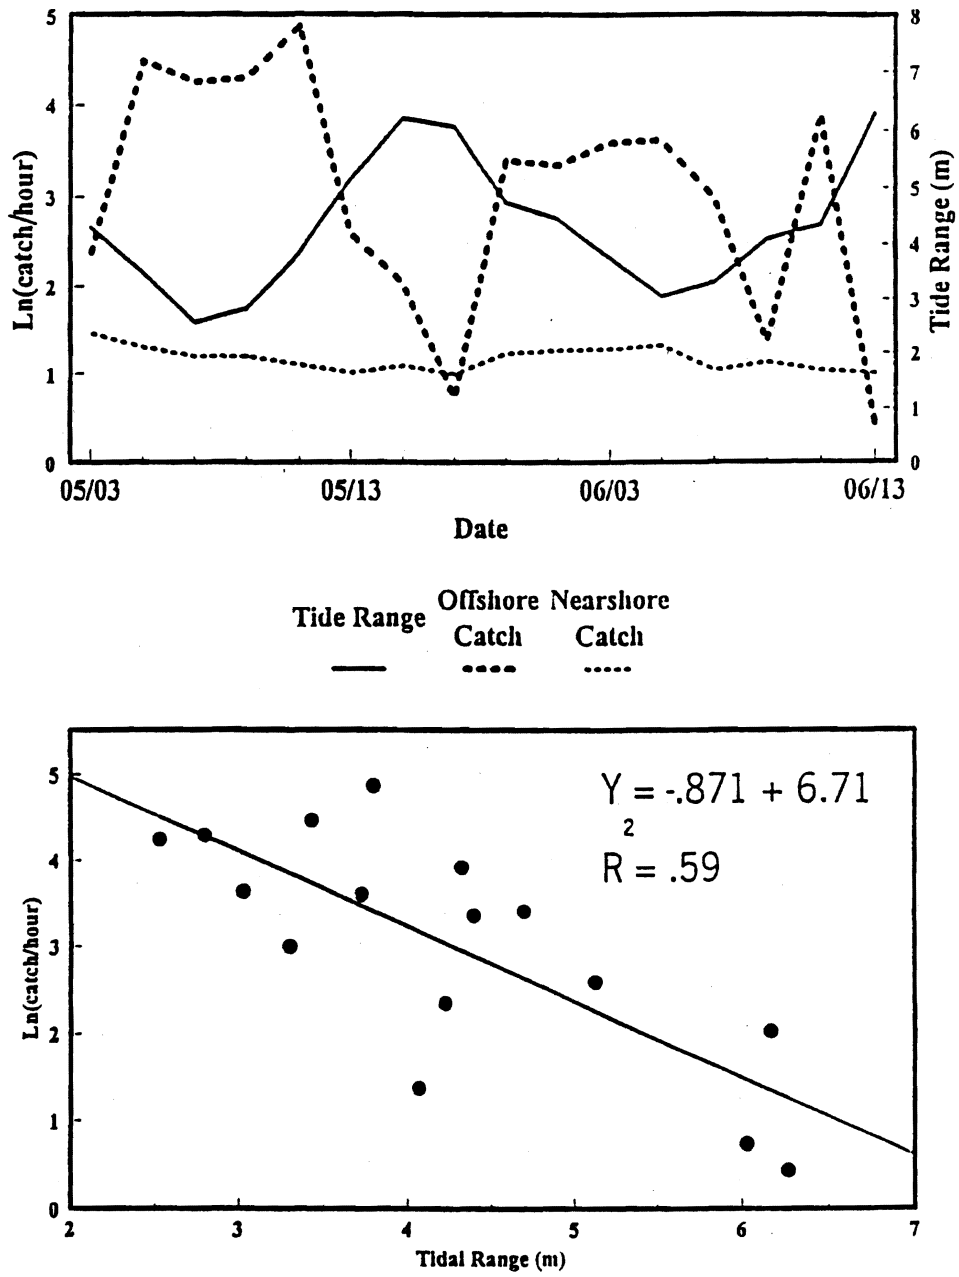 5
4
3
2
1
0
Ln(catch/hour)
8
7
6
5
4
3
2
1
0
Tide Range (m)
05/03 05/13 06/03 06/13
Date
Tide Range Offshore Catch Nearshore Catch
5
4
3
2
1
0
Ln(catch/hour)
Y = -.871 + 6.71
2
R = .59
2 3 4 5 6 7
Tidal Range (m)